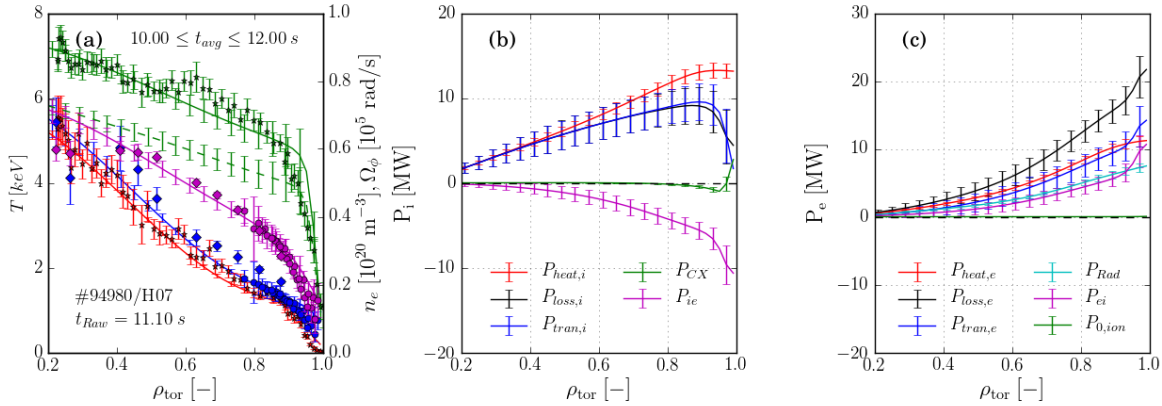 (a)
10.00 ≤ t_avg ≤ 12.00 s
#94980/H07
t_Raw = 11.10 s
T [keV]
8
6
4
2
0
0.2 0.4 0.6 0.8 1.0
ρ_tor [−]
1.0
0.8
0.6
0.4
0.2
0.0
n_e [10^20 m^−3], Ω_ϕ [10^5 rad/s]
(b)
P_i [MW]
20
10
0
−10
−20
P_heat,i P_CX
P_loss,i P_ie
P_tran,i
0.2 0.4 0.6 0.8 1.0
ρ_tor [−]
(c)
P_e [MW]
30
20
10
0
−10
−20
P_heat,e P_Rad
P_loss,e P_ei
P_tran,e P_0,ion
0.2 0.4 0.6 0.8 1.0
ρ_tor [−]